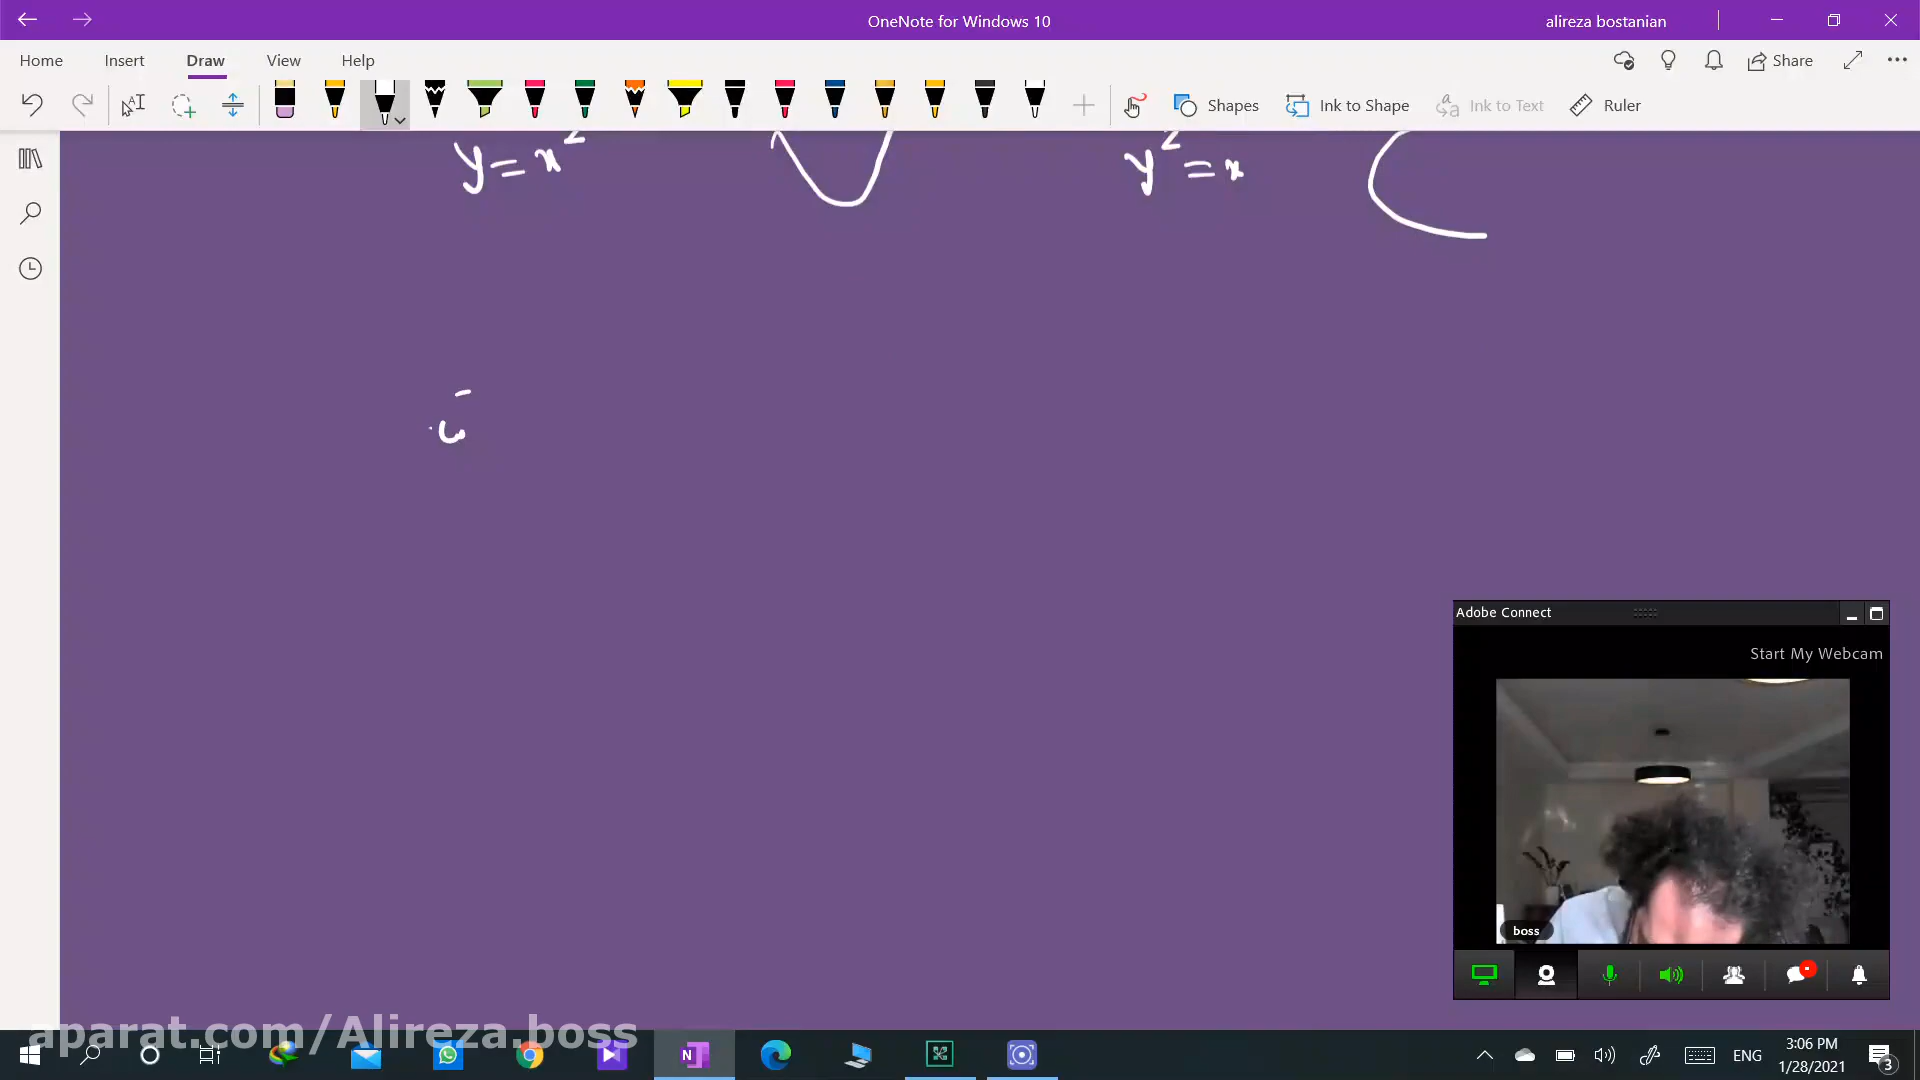 OneNote for Windows 10
alireza bostanian
Home Insert Draw View Help
Share
Shapes
Ink to Shape
Ink to Text
Ruler
y = x²
y² = x
Adobe Connect
Start My Webcam
boss
aparat.com/Alireza.boss
ENG
3:06 PM
1/28/2021
3